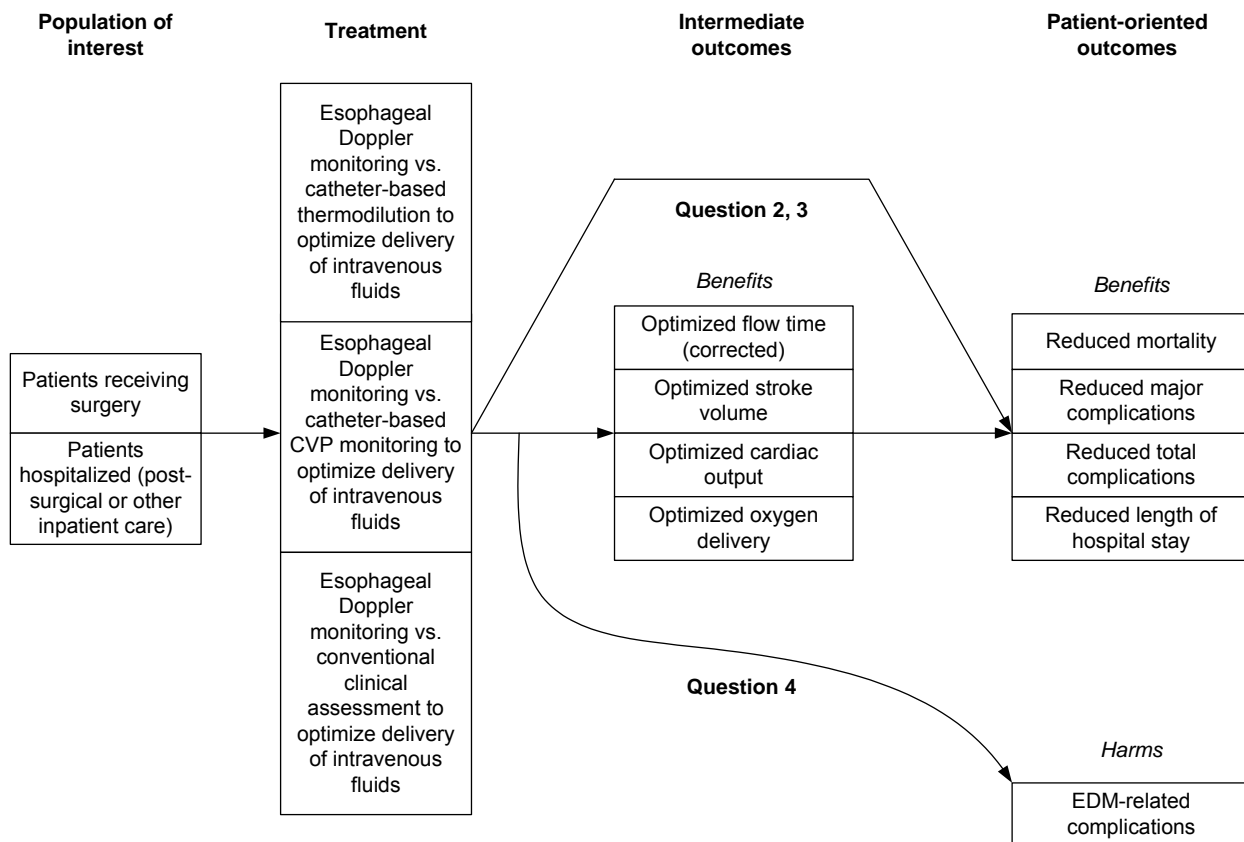 Population of
interest
Treatment
Intermediate
outcomes
Patient-oriented
outcomes
Patients receiving
surgery
Patients
hospitalized (post-
surgical or other
inpatient care)
Esophageal
Doppler
monitoring vs.
catheter-based
thermodilution to
optimize delivery
of intravenous
fluids
Esophageal
Doppler
monitoring vs.
catheter-based
CVP monitoring to
optimize delivery
of intravenous
fluids
Esophageal
Doppler
monitoring vs.
conventional
clinical
assessment to
optimize delivery
of intravenous
fluids
Question 2, 3
Benefits
Optimized flow time
(corrected)
Optimized stroke
volume
Optimized cardiac
output
Optimized oxygen
delivery
Question 4
Benefits
Reduced mortality
Reduced major
complications
Reduced total
complications
Reduced length of
hospital stay
Harms
EDM-related
complications